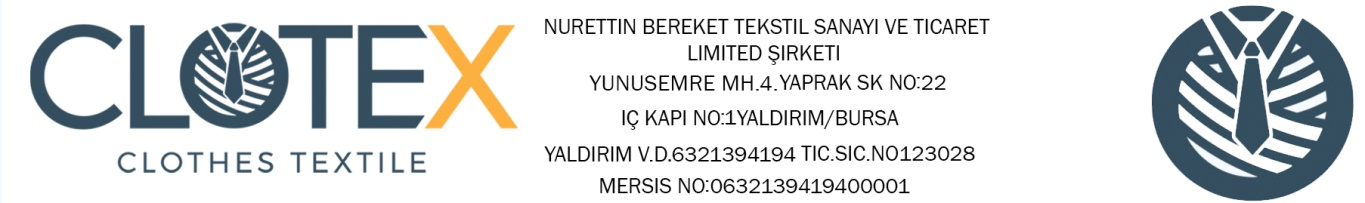 CLOTEX
CLOTHES TEXTILE
NURETTIN BEREKET TEKSTIL SANAYI VE TICARET
LIMITED ŞIRKETI
YUNUSEMRE MH.4.YAPRAK SK NO:22
IÇ KAPI NO:1YALDIRIM/BURSA
YALDIRIM V.D.6321394194 TIC.SIC.NO123028
MERSIS NO:0632139419400001